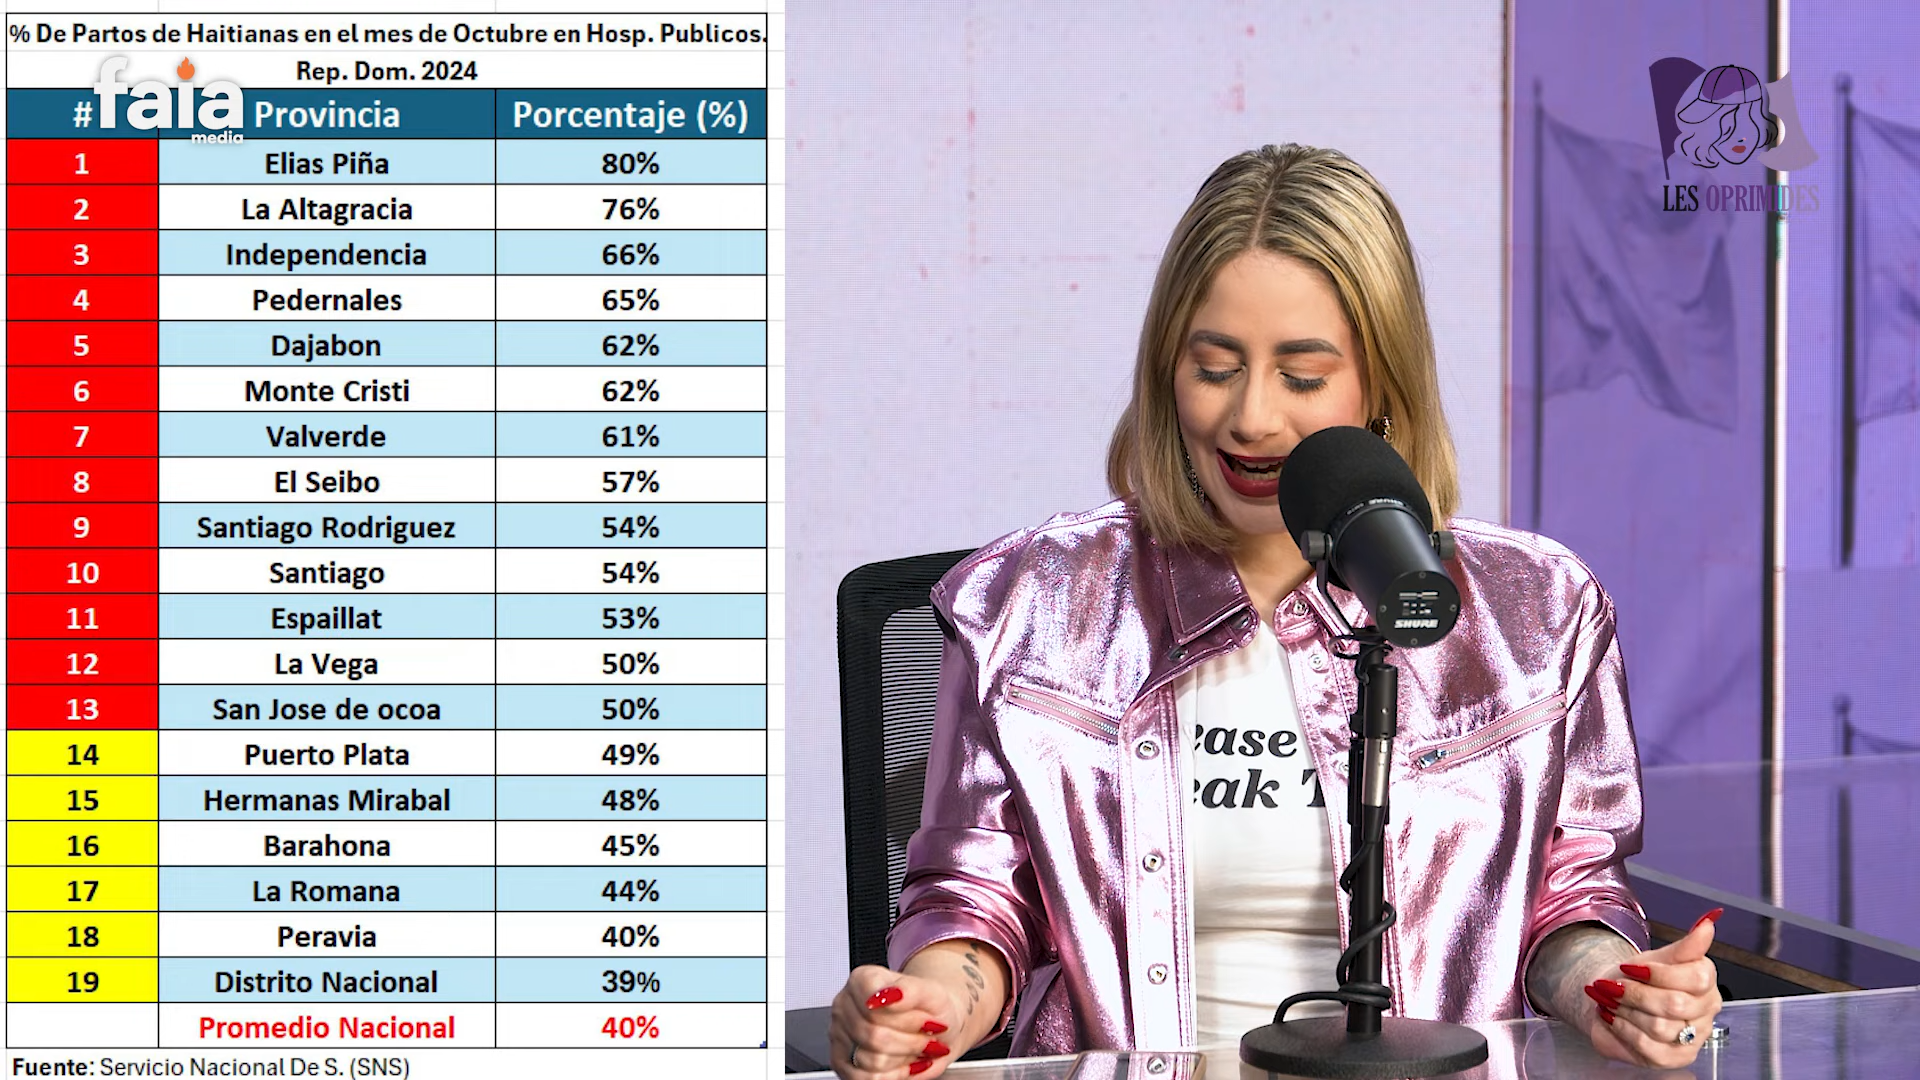 % De Partos de Haitianas en el mes de Octubre en Hosp. Publicos.
Rep. Dom. 2024
# Provincia Porcentaje (%)
faia
media
1 Elias Piña 80%
2 La Altagracia 76%
3 Independencia 66%
4 Pedernales 65%
5 Dajabon 62%
6 Monte Cristi 62%
7 Valverde 61%
8 El Seibo 57%
9 Santiago Rodriguez 54%
10 Santiago 54%
11 Espaillat 53%
12 La Vega 50%
13 San Jose de ocoa 50%
14 Puerto Plata 49%
15 Hermanas Mirabal 48%
16 Barahona 45%
17 La Romana 44%
18 Peravia 40%
19 Distrito Nacional 39%
Promedio Nacional 40%
Fuente: Servicio Nacional De S. (SNS)
LES OPRIMIDES
SHURE
ease
eak T